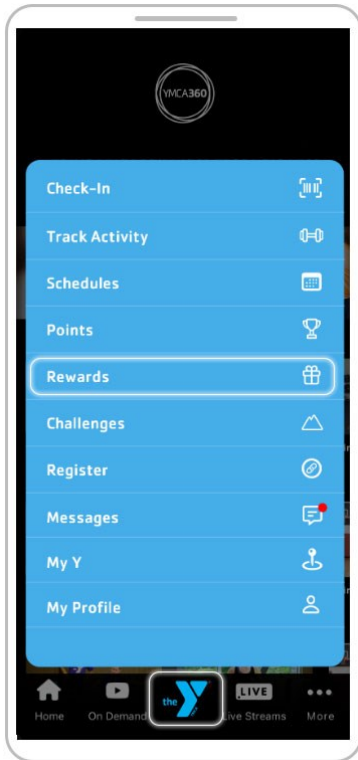 YMCA360
Check-In
Track Activity
Schedules
Points
Rewards
Challenges
Register
Messages
My Y
My Profile
the Y
Home
On Demand
Live Streams
LIVE
More